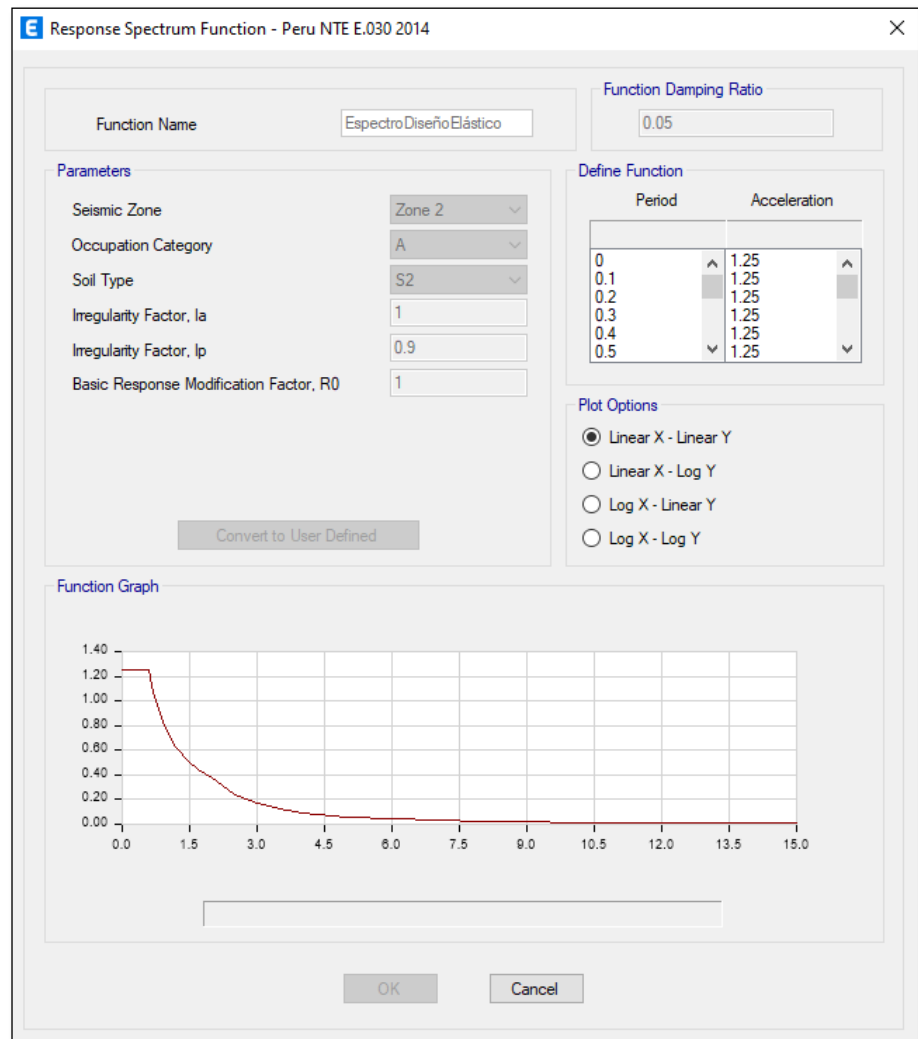 E Response Spectrum Function - Peru NTE E.030 2014
Function Name EspectroDiseñoElástico
Function Damping Ratio
0.05
Parameters
Seismic Zone Zone 2
Occupation Category A
Soil Type S2
Irregularity Factor, Ia 1
Irregularity Factor, Ip 0.9
Basic Response Modification Factor, R0 1
Convert to User Defined
Define Function
Period Acceleration
0 1.25
0.1 1.25
0.2 1.25
0.3 1.25
0.4 1.25
0.5 1.25
Plot Options
Linear X - Linear Y
Linear X - Log Y
Log X - Linear Y
Log X - Log Y
Function Graph
1.40
1.20
1.00
0.80
0.60
0.40
0.20
0.00
0.0 1.5 3.0 4.5 6.0 7.5 9.0 10.5 12.0 13.5 15.0
OK Cancel